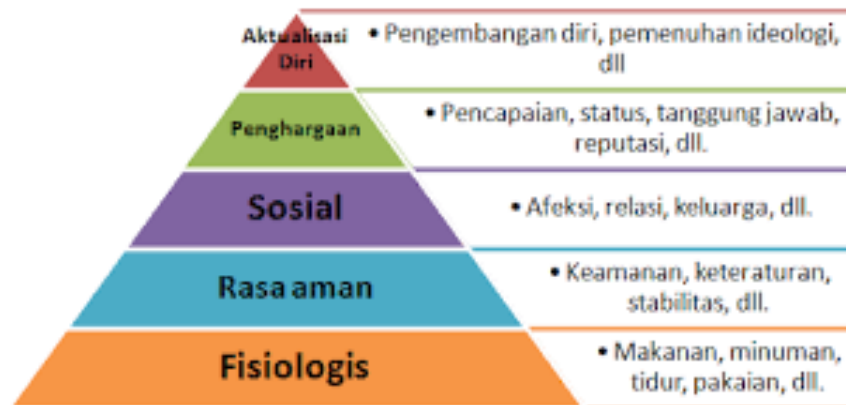 Aktualisasi
Diri
• Pengembangan diri, pemenuhan ideologi,
dll
Penghargaan
• Pencapaian, status, tanggung jawab,
reputasi, dll.
Sosial
• Afeksi, relasi, keluarga, dll.
Rasa aman
• Keamanan, keteraturan,
stabilitas, dll.
Fisiologis
• Makanan, minuman,
tidur, pakaian, dll.